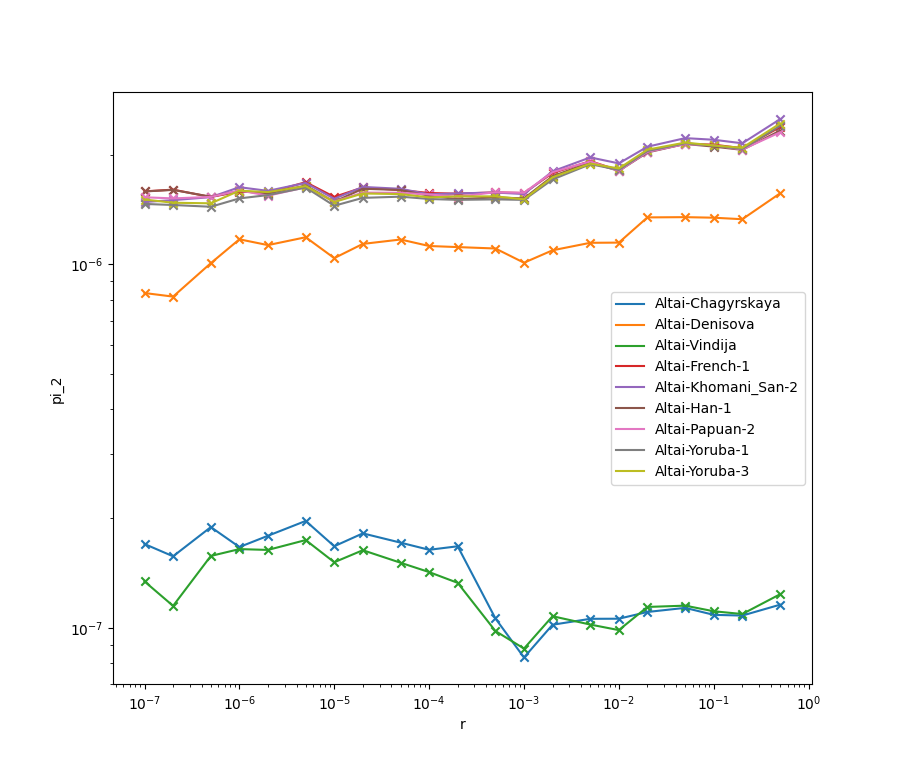 10⁻⁶
10⁻⁷
pi_2
Altai-Chagyrskaya
Altai-Denisova
Altai-Vindija
Altai-French-1
Altai-Khomani_San-2
Altai-Han-1
Altai-Papuan-2
Altai-Yoruba-1
Altai-Yoruba-3
10⁻⁷ 10⁻⁶ 10⁻⁵ 10⁻⁴ 10⁻³ 10⁻² 10⁻¹ 10⁰
r